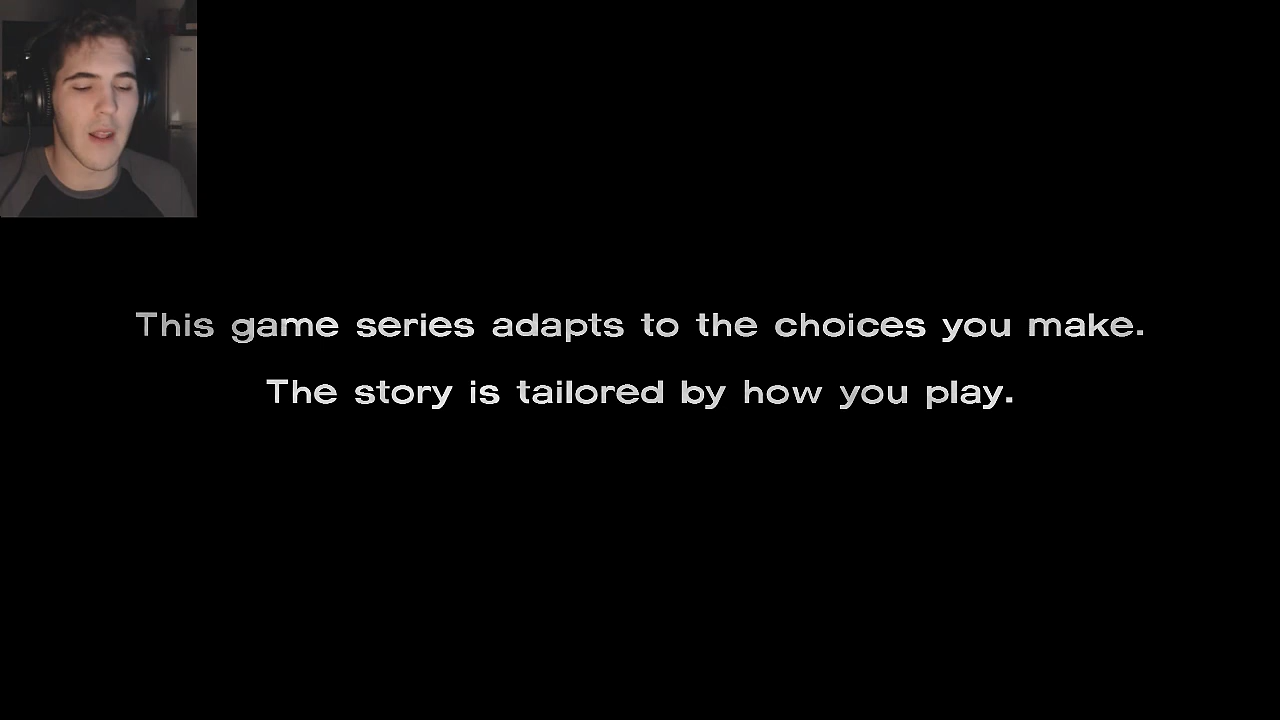 This game series adapts to the choices you make.
The story is tailored by how you play.